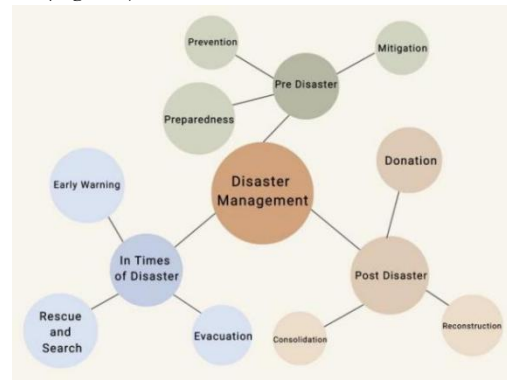 Prevention
Mitigation
Pre Disaster
Preparedness
Donation
Disaster
Management
Early Warning
In Times
of Disaster
Post Disaster
Rescue
and
Search
Evacuation
Consolidation
Reconstruction